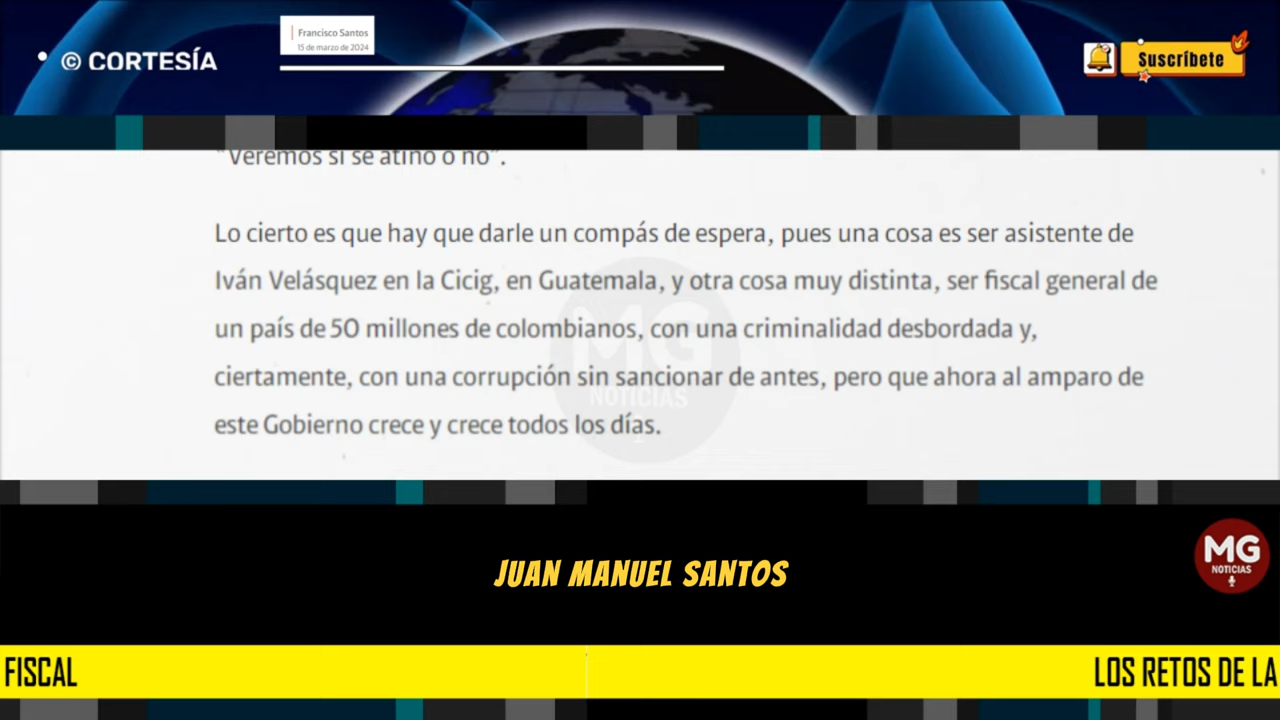 © CORTESÍA
Francisco Santos
15 de marzo de 2024
Suscríbete
"Veremos si se atinó o no".
Lo cierto es que hay que darle un compás de espera, pues una cosa es ser asistente de
Iván Velásquez en la Cicig, en Guatemala, y otra cosa muy distinta, ser fiscal general de
un país de 50 millones de colombianos, con una criminalidad desbordada y,
ciertamente, con una corrupción sin sancionar de antes, pero que ahora al amparo de
este Gobierno crece y crece todos los días.
MG
NOTICIAS
JUAN MANUEL SANTOS
MG
NOTICIAS
FISCAL
LOS RETOS DE LA